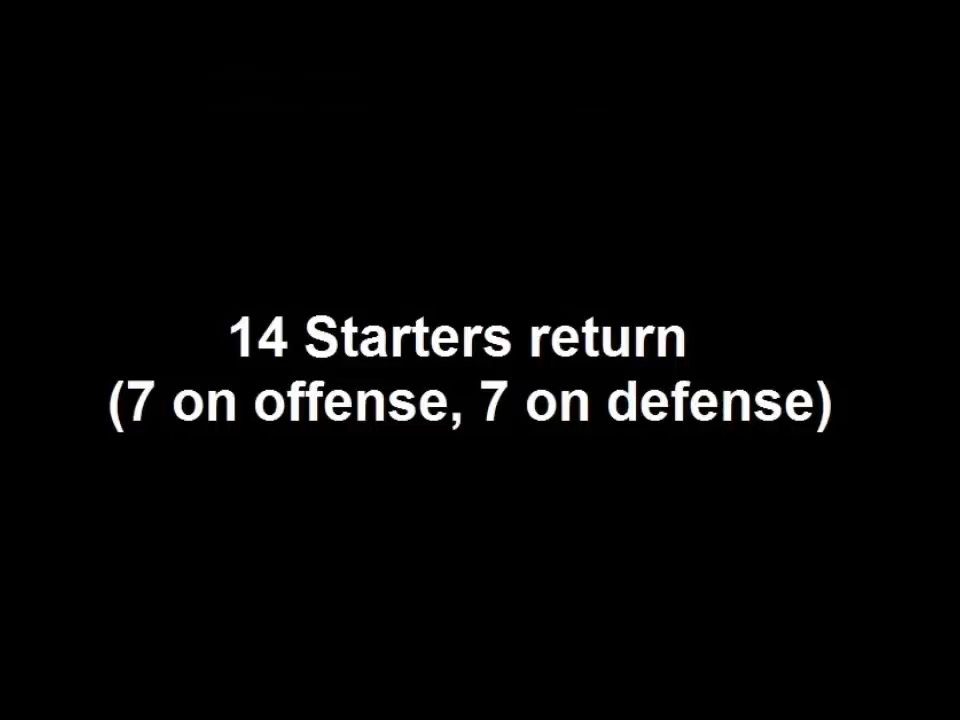 14 Starters return
(7 on offense, 7 on defense)